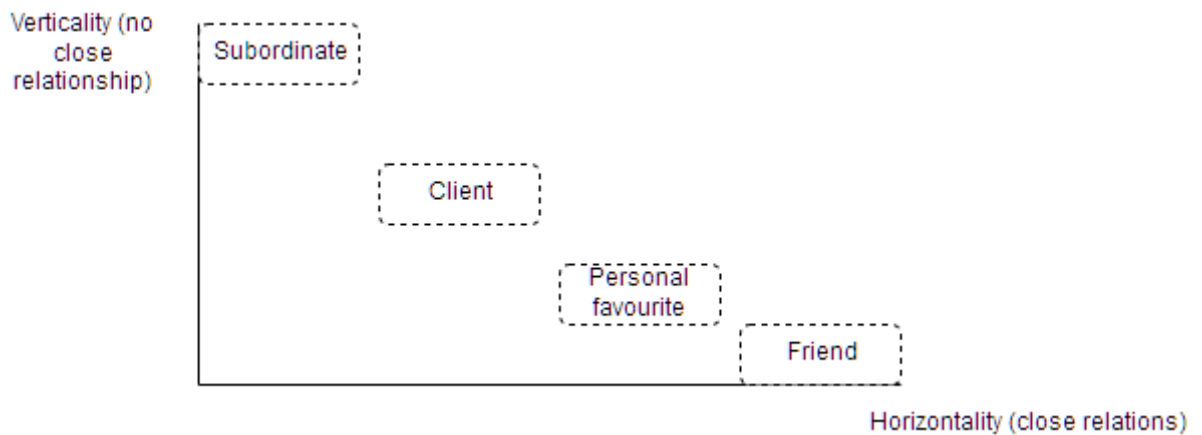 Verticality (no
close
relationship)
Subordinate
Client
Personal
favourite
Friend
Horizontality (close relations)